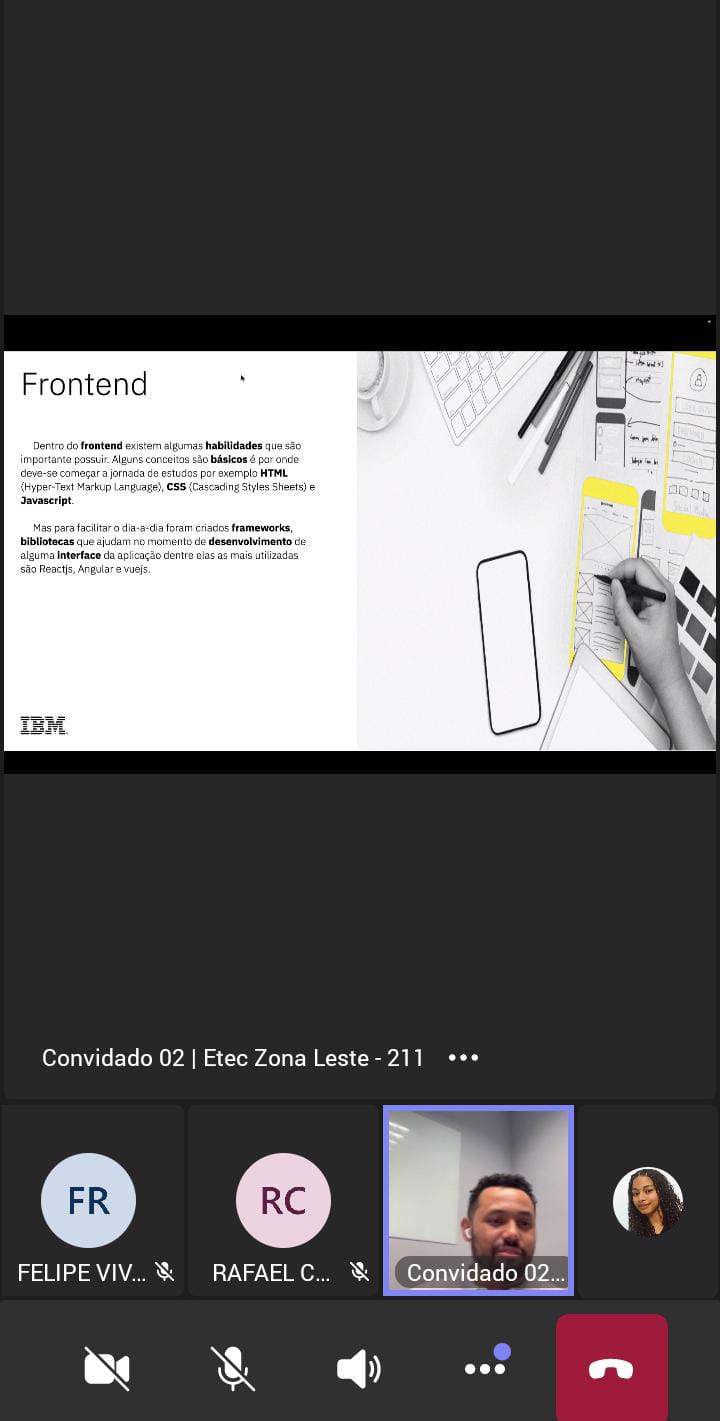 Frontend
Dentro do frontend existem algumas habilidades que são
importante possuir. Alguns conceitos são básicos é por onde
deve-se começar a jornada de estudos por exemplo HTML
(Hyper-Text Markup Language), CSS (Cascading Styles Sheets) e
Javascript.
Mas para facilitar o dia-a-dia foram criados frameworks,
bibliotecas que ajudam no momento de desenvolvimento de
alguma interface da aplicação dentre elas as mais utilizadas
são Reactjs, Angular e vuejs.
IBM
Social Media
Convidado 02 | Etec Zona Leste - 211
FR
RC
FELIPE VIV...
RAFAEL C...
Convidado 02...